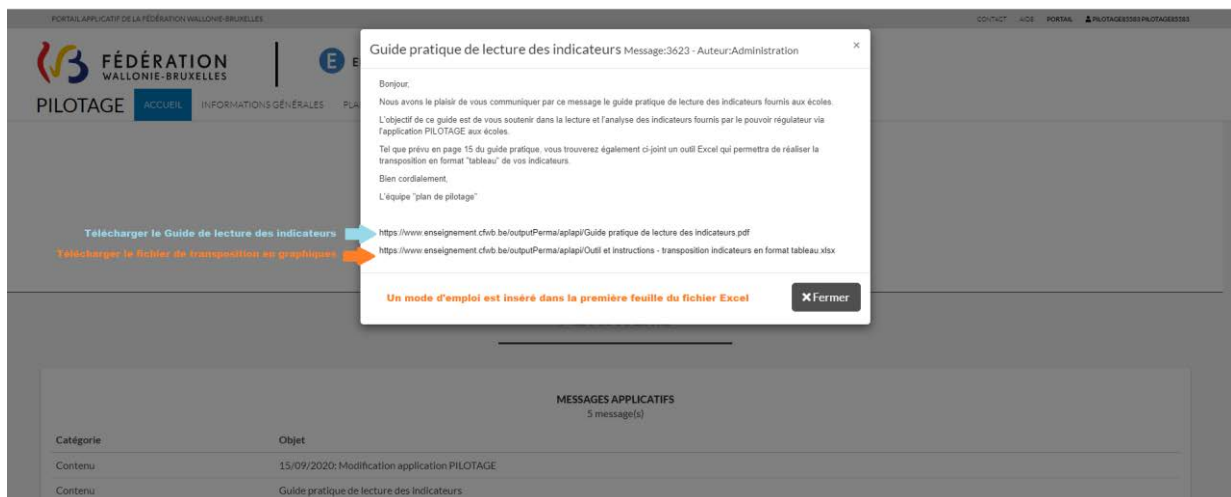 PORTAIL APPLICATIF DE LA FÉDÉRATION WALLONIE-BRUXELLES
CONTACT AIDE PORTAIL PILOTAGE85583 PILOTAGE85583
FÉDÉRATION
WALLONIE-BRUXELLES
E
PILOTAGE ACCUEIL INFORMATIONS GÉNÉRALES
Guide pratique de lecture des indicateurs Message:3623 - Auteur:Administration ×
Bonjour,
Nous avons le plaisir de vous communiquer par ce message le guide pratique de lecture des indicateurs fournis aux écoles.
L'objectif de ce guide est de vous soutenir dans la lecture et l'analyse des indicateurs fournis par le pouvoir régulateur via
l'application PILOTAGE aux écoles.
Tel que prévu en page 15 du guide pratique, vous trouverez également ci-joint un outil Excel qui permettra de réaliser la
transposition en format "tableau" de vos indicateurs.
Bien cordialement,
L'équipe "plan de pilotage"
Télécharger le Guide de lecture des indicateurs
https://www.enseignement.cfwb.be/outputPerma/aplapi/Guide pratique de lecture des indicateurs.pdf
Télécharger le fichier de transposition en graphiques
https://www.enseignement.cfwb.be/outputPerma/aplapi/Outil et instructions - transposition indicateurs en format tableau.xlsx
Un mode d'emploi est inséré dans la première feuille du fichier Excel
× Fermer
MESSAGES APPLICATIFS
5 message(s)
Catégorie Objet
Contenu 15/09/2020: Modification application PILOTAGE
Contenu Guide pratique de lecture des indicateurs